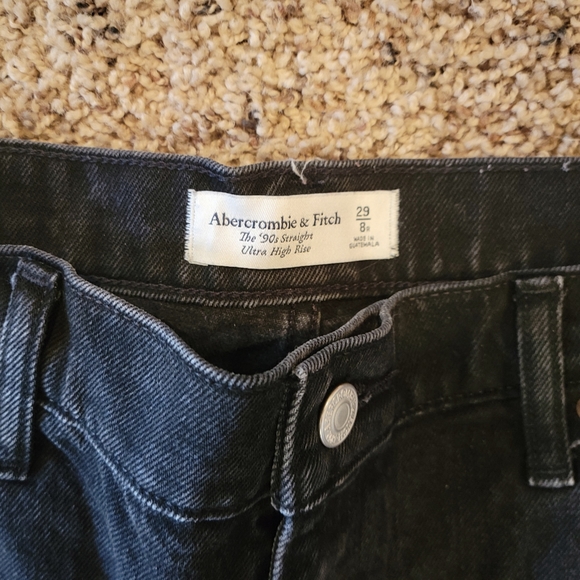 Abercrombie & Fitch
The '90s Straight
Ultra High Rise
29
8R
MADE IN
GUATEMALA